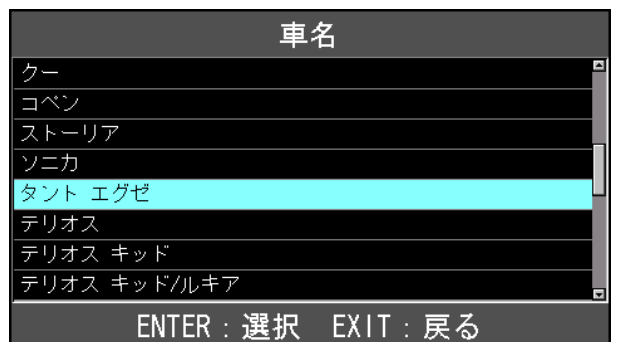 車名
クー
コペン
ストーリア
ソニカ
タント エグゼ
テリオス
テリオス キッド
テリオス キッド/ルキア
ENTER：選択　EXIT：戻る